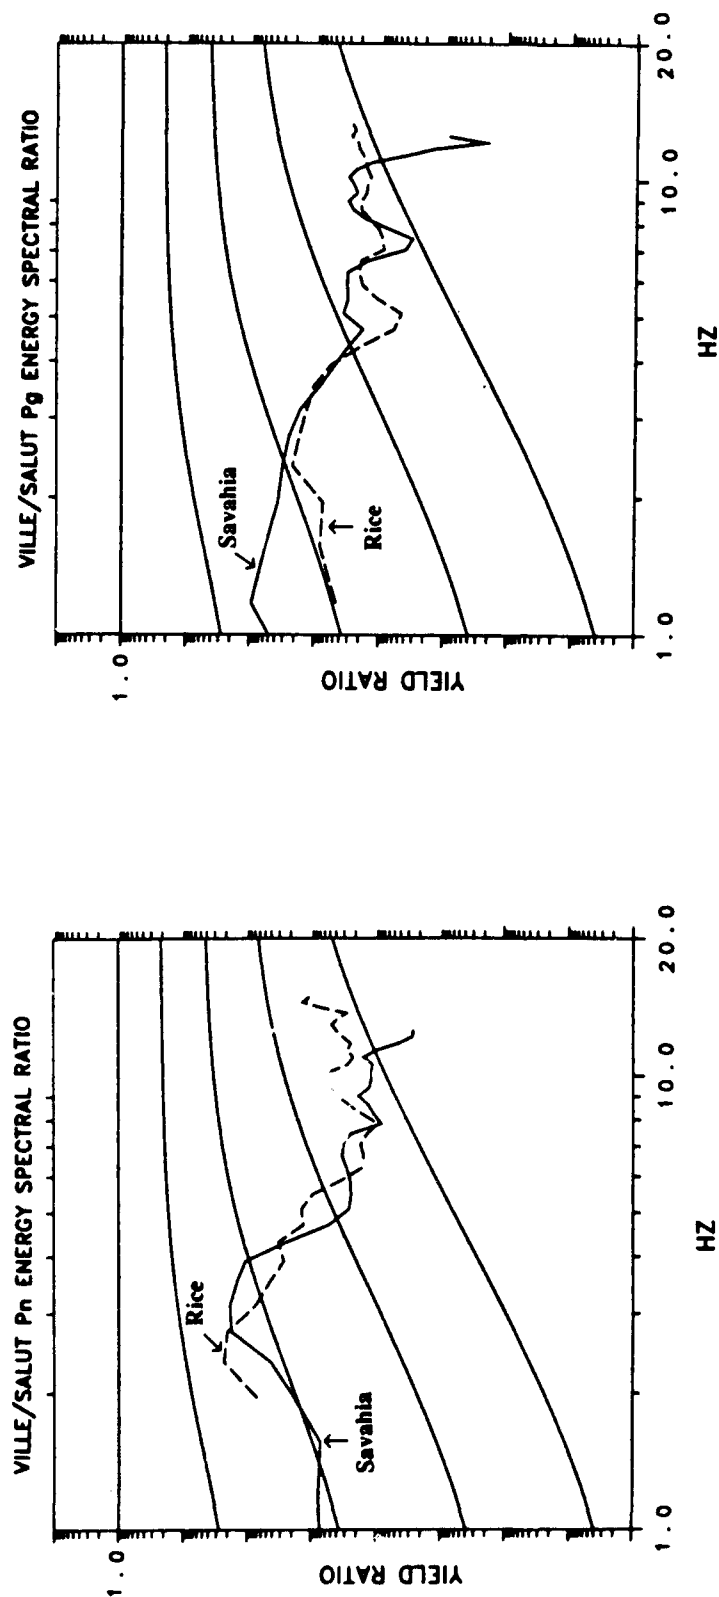 VILLE/SALUT Pn ENERGY SPECTRAL RATIO
1.0
YIELD RATIO
Rice
Savahia
1.0
10.0
20.0
HZ
VILLE/SALUT Pg ENERGY SPECTRAL RATIO
1.0
YIELD RATIO
Savahia
Rice
1.0
10.0
20.0
HZ